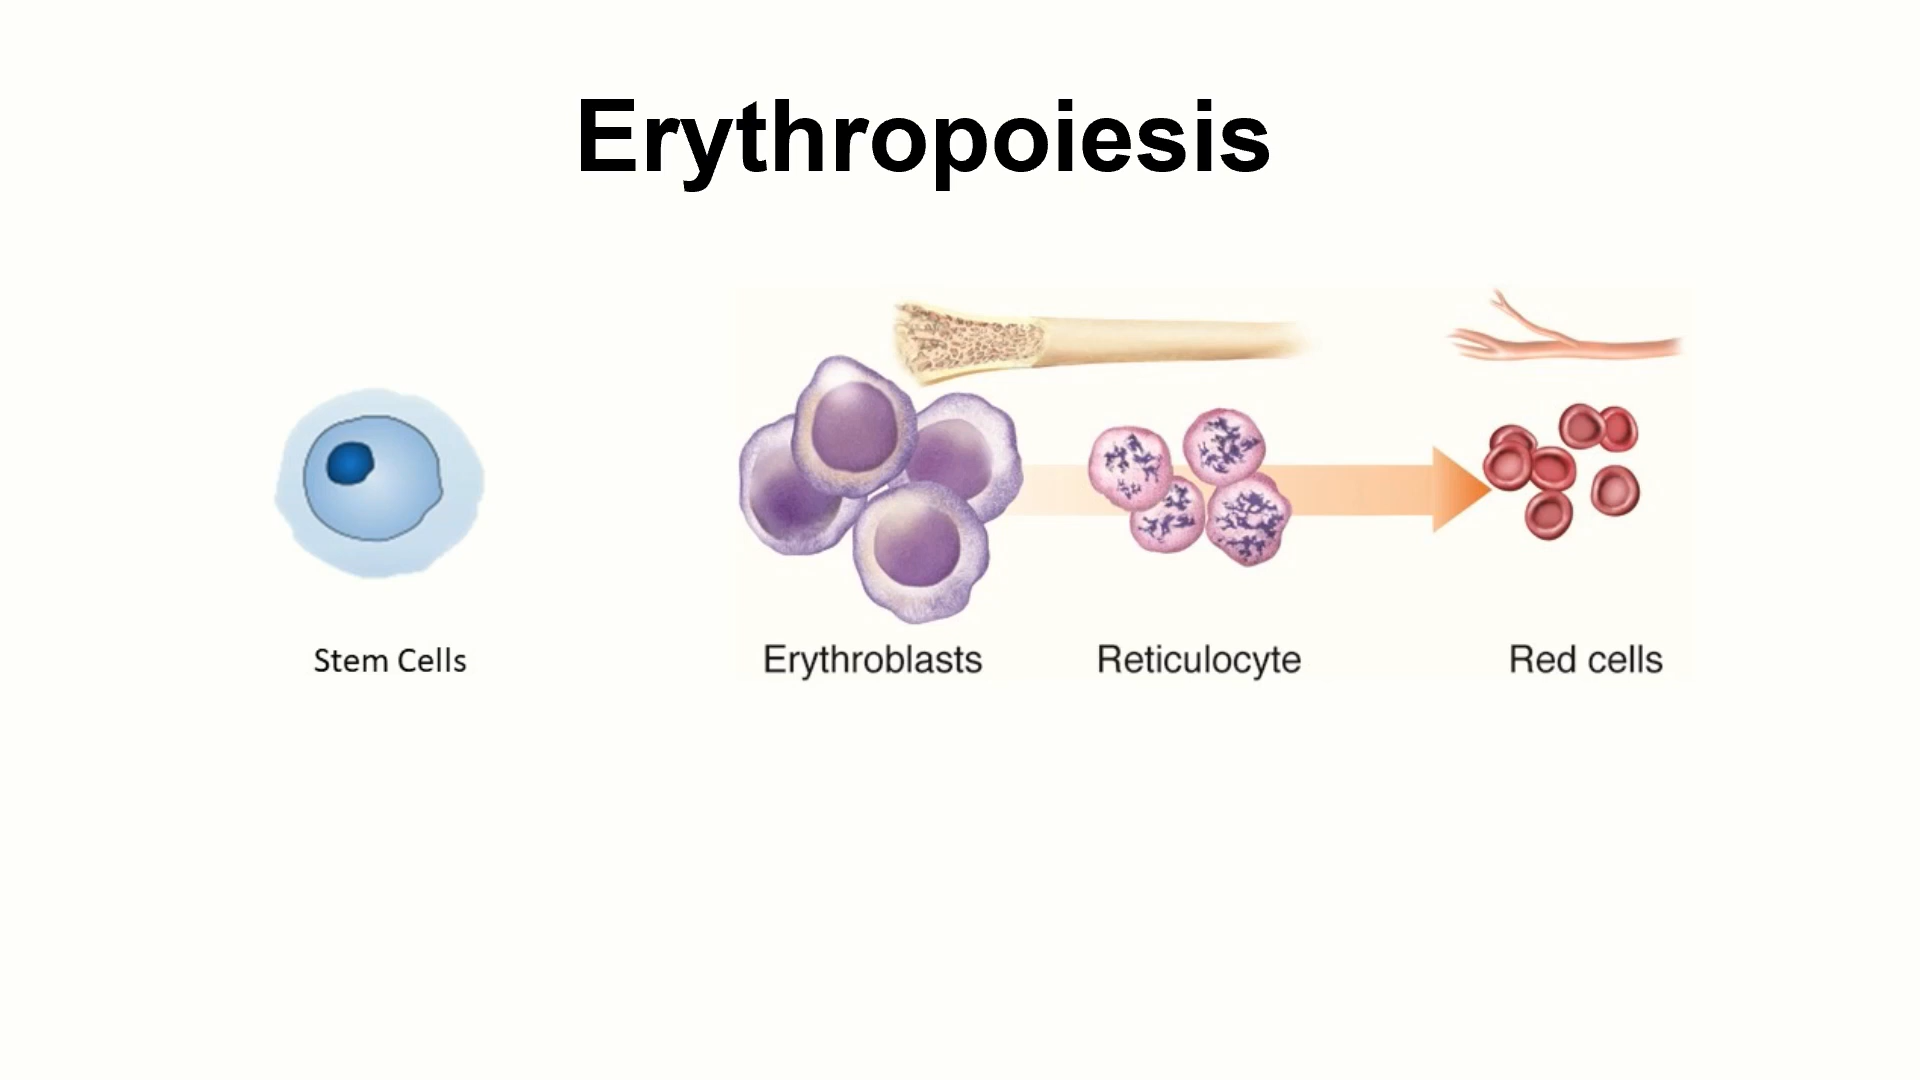 Erythropoiesis
Stem Cells
Erythroblasts
Reticulocyte
Red cells